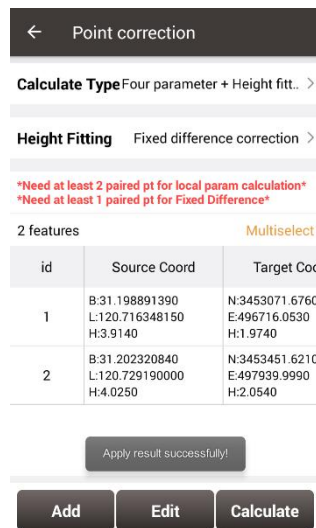 Point correction
Calculate Type Four parameter + Height fitt.. >
Height Fitting Fixed difference correction >
*Need at least 2 paired pt for local param calculation*
*Need at least 1 paired pt for Fixed Difference*
2 features Multiselect
id Source Coord Target Coo
B:31.198891390 N:3453071.6760
1 L:120.716348150 E:496716.0530
H:3.9140 H:1.9740
B:31.202320840 N:3453451.6210
2 L:120.729190000 E:497939.9990
H:4.0250 H:2.0540
Apply result successfully!
Add Edit Calculate